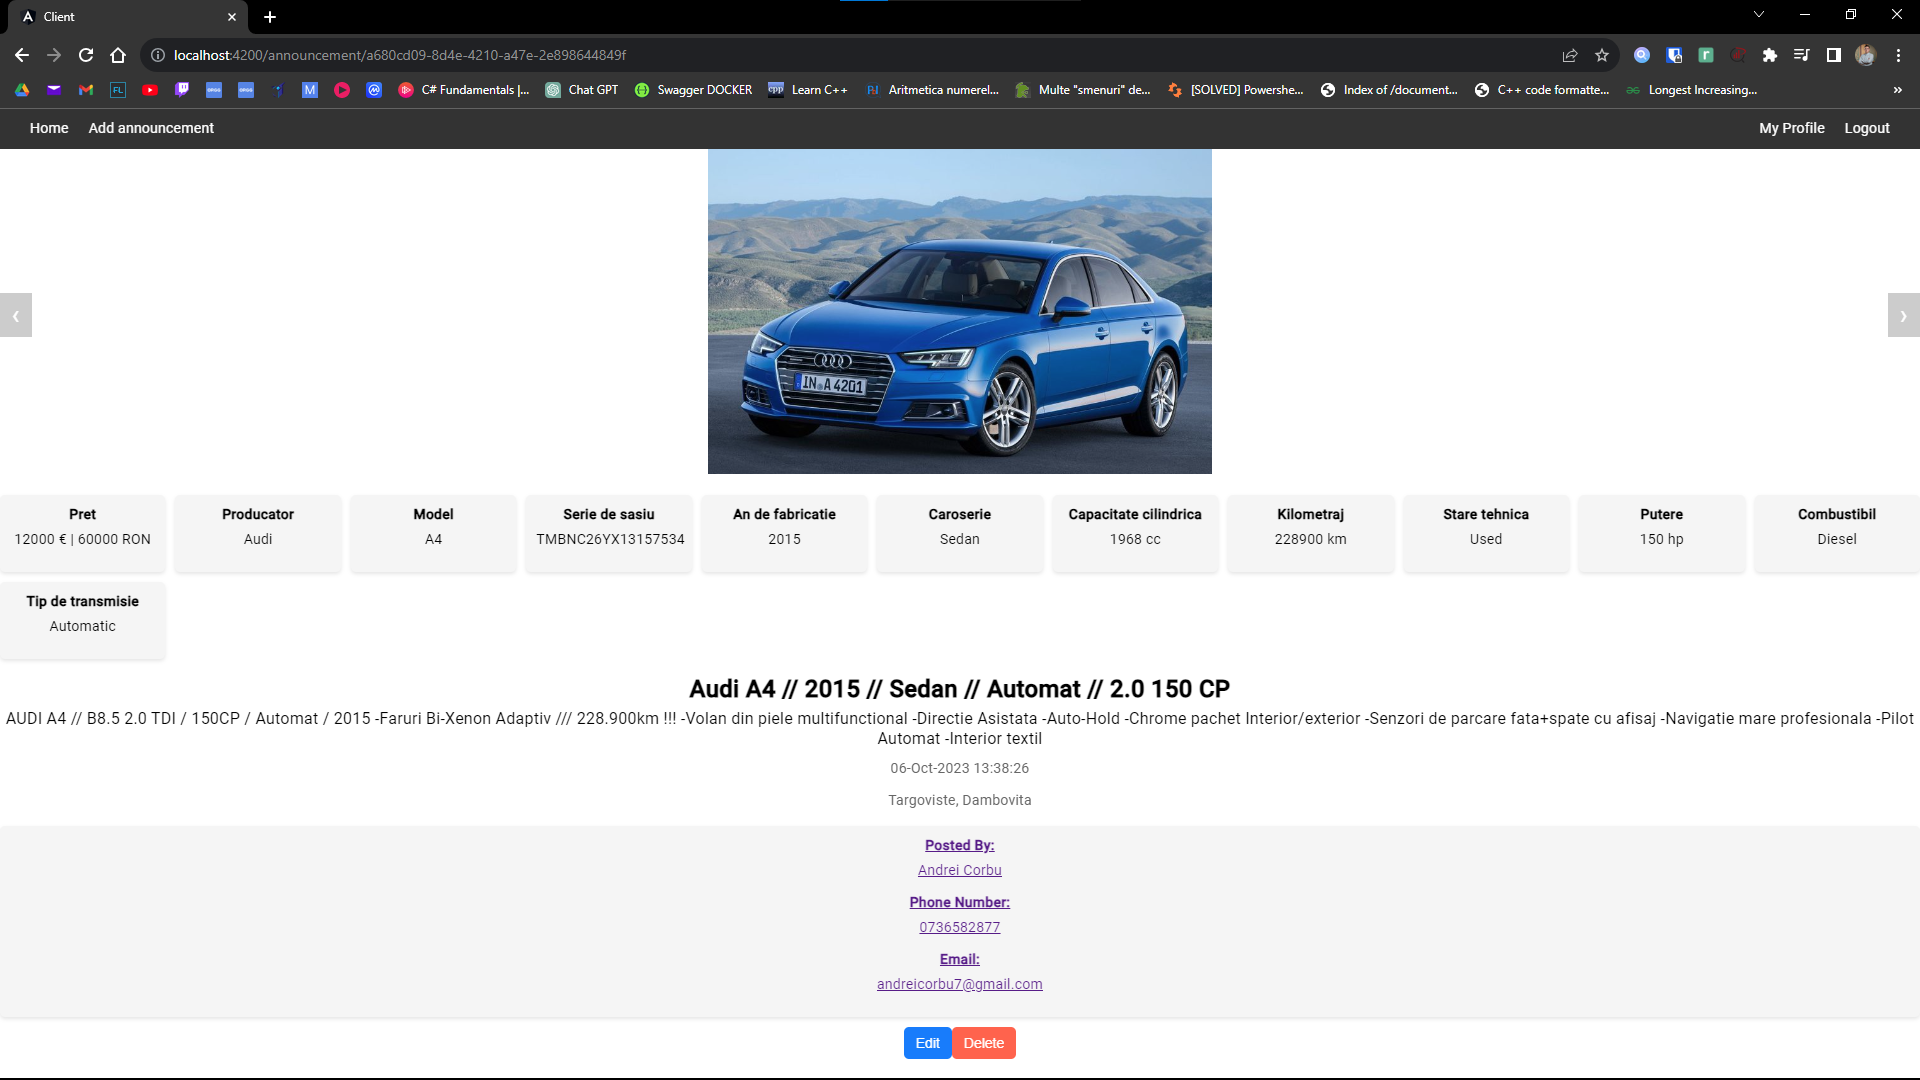 Client
localhost:4200/announcement/a680cd09-8d4e-4210-a47e-2e898644849f
C# Fundamentals |... Chat GPT Swagger DOCKER Learn C++ Aritmetica numerel... Multe "smenuri" de... [SOLVED] Powershe... Index of /document... C++ code formatte... Longest Increasing... »
Home Add announcement My Profile Logout
IN A 4201
❮ ❯
Pret Producator Model Serie de sasiu An de fabricatie Caroserie Capacitate cilindrica Kilometraj Stare tehnica Putere Combustibil
12000 € | 60000 RON Audi A4 TMBNC26YX13157534 2015 Sedan 1968 cc 228900 km Used 150 hp Diesel
Tip de transmisie
Automatic
Audi A4 // 2015 // Sedan // Automat // 2.0 150 CP
AUDI A4 // B8.5 2.0 TDI / 150CP / Automat / 2015 -Faruri Bi-Xenon Adaptiv /// 228.900km !!! -Volan din piele multifunctional -Directie Asistata -Auto-Hold -Chrome pachet Interior/exterior -Senzori de parcare fata+spate cu afisaj -Navigatie mare profesionala -Pilot
Automat -Interior textil
06-Oct-2023 13:38:26
Targoviste, Dambovita
Posted By:
Andrei Corbu
Phone Number:
0736582877
Email:
andreicorbu7@gmail.com
Edit Delete